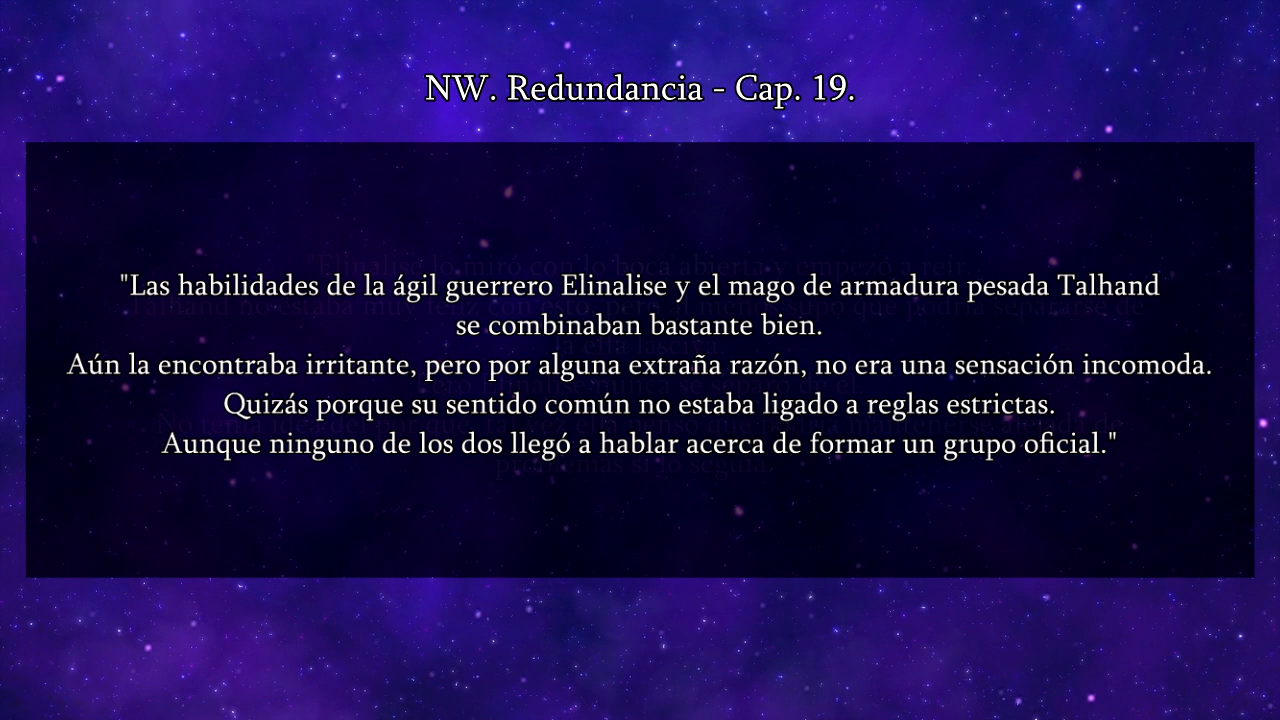 NW. Redundancia - Cap. 19.
"Las habilidades de la ágil guerrero Elinalise y el mago de armadura pesada Talhand
se combinaban bastante bien.
Aún la encontraba irritante, pero por alguna extraña razón, no era una sensación incomoda.
Quizás porque su sentido común no estaba ligado a reglas estrictas.
Aunque ninguno de los dos llegó a hablar acerca de formar un grupo oficial."